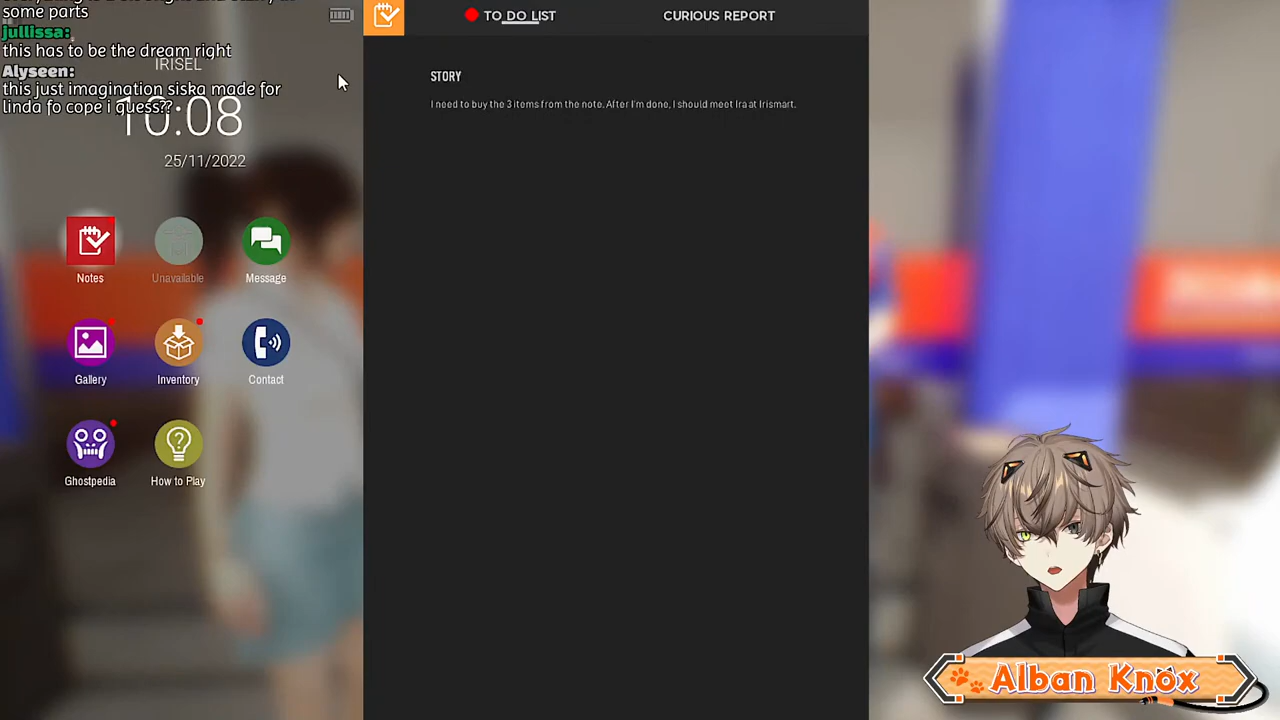 some parts
jullissa:
this has to be the dream right
IRISEL
Alyseen:
this just imagination siska made for
linda fo cope i guess??
10:08
25/11/2022
Notes
Unavailable
Message
Gallery
Inventory
Contact
Ghostpedia
How to Play
TO DO LIST
CURIOUS REPORT
STORY
I need to buy the 3 items from the note. After I'm done, I should meet Ira at Irismart.
Alban Knox